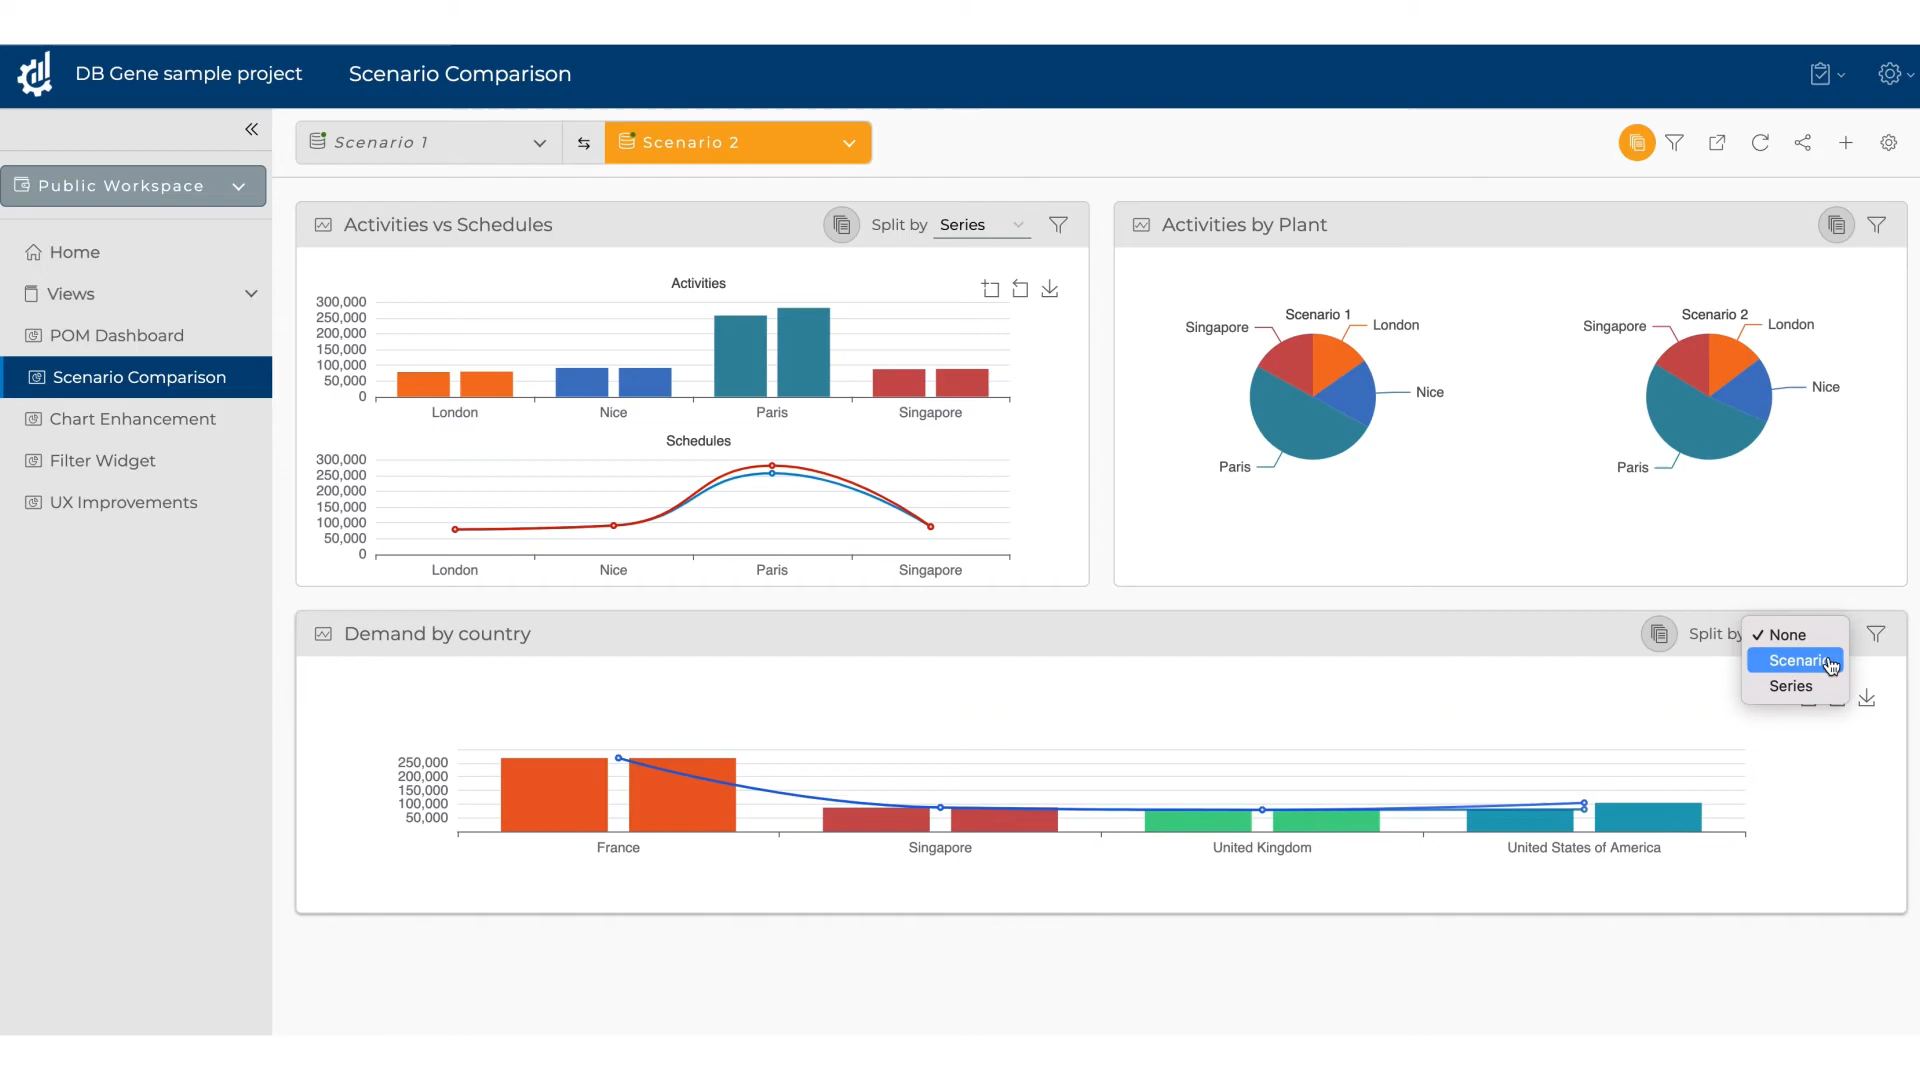 DB Gene sample project
Scenario Comparison
Scenario 1
Scenario 2
Public Workspace
Home
Views
POM Dashboard
Scenario Comparison
Chart Enhancement
Filter Widget
UX Improvements
Activities vs Schedules
Split by Series
Activities
300,000
250,000
200,000
150,000
100,000
50,000
0
London Nice Paris Singapore
Schedules
300,000
250,000
200,000
150,000
100,000
50,000
0
London Nice Paris Singapore
Activities by Plant
Scenario 1
Singapore
London
Nice
Paris
Scenario 2
Singapore
London
Nice
Paris
Demand by country
Split by
None
Scenari
Series
250,000
200,000
150,000
100,000
50,000
France Singapore United Kingdom United States of America